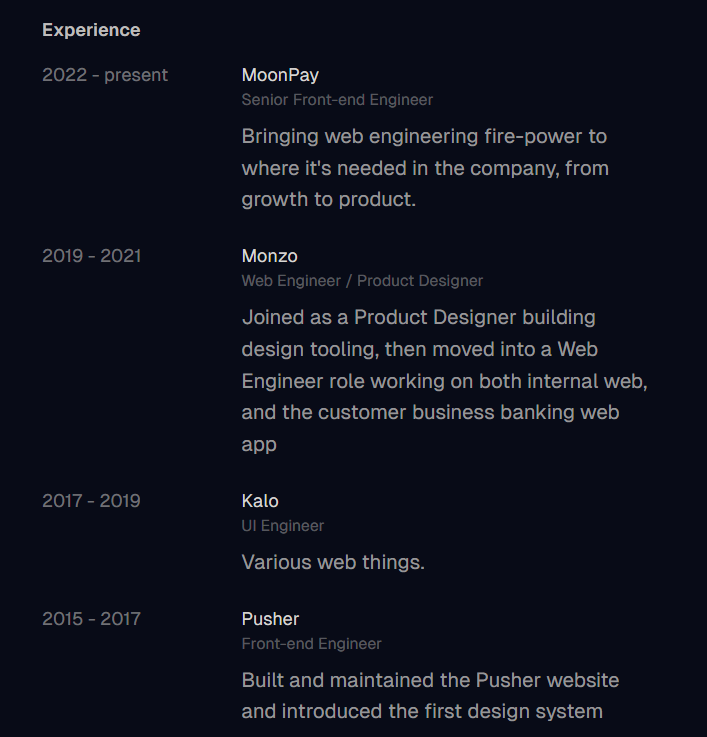 Experience
2022 - present
MoonPay
Senior Front-end Engineer
Bringing web engineering fire-power to
where it's needed in the company, from
growth to product.
2019 - 2021
Monzo
Web Engineer / Product Designer
Joined as a Product Designer building
design tooling, then moved into a Web
Engineer role working on both internal web,
and the customer business banking web
app
2017 - 2019
Kalo
UI Engineer
Various web things.
2015 - 2017
Pusher
Front-end Engineer
Built and maintained the Pusher website
and introduced the first design system